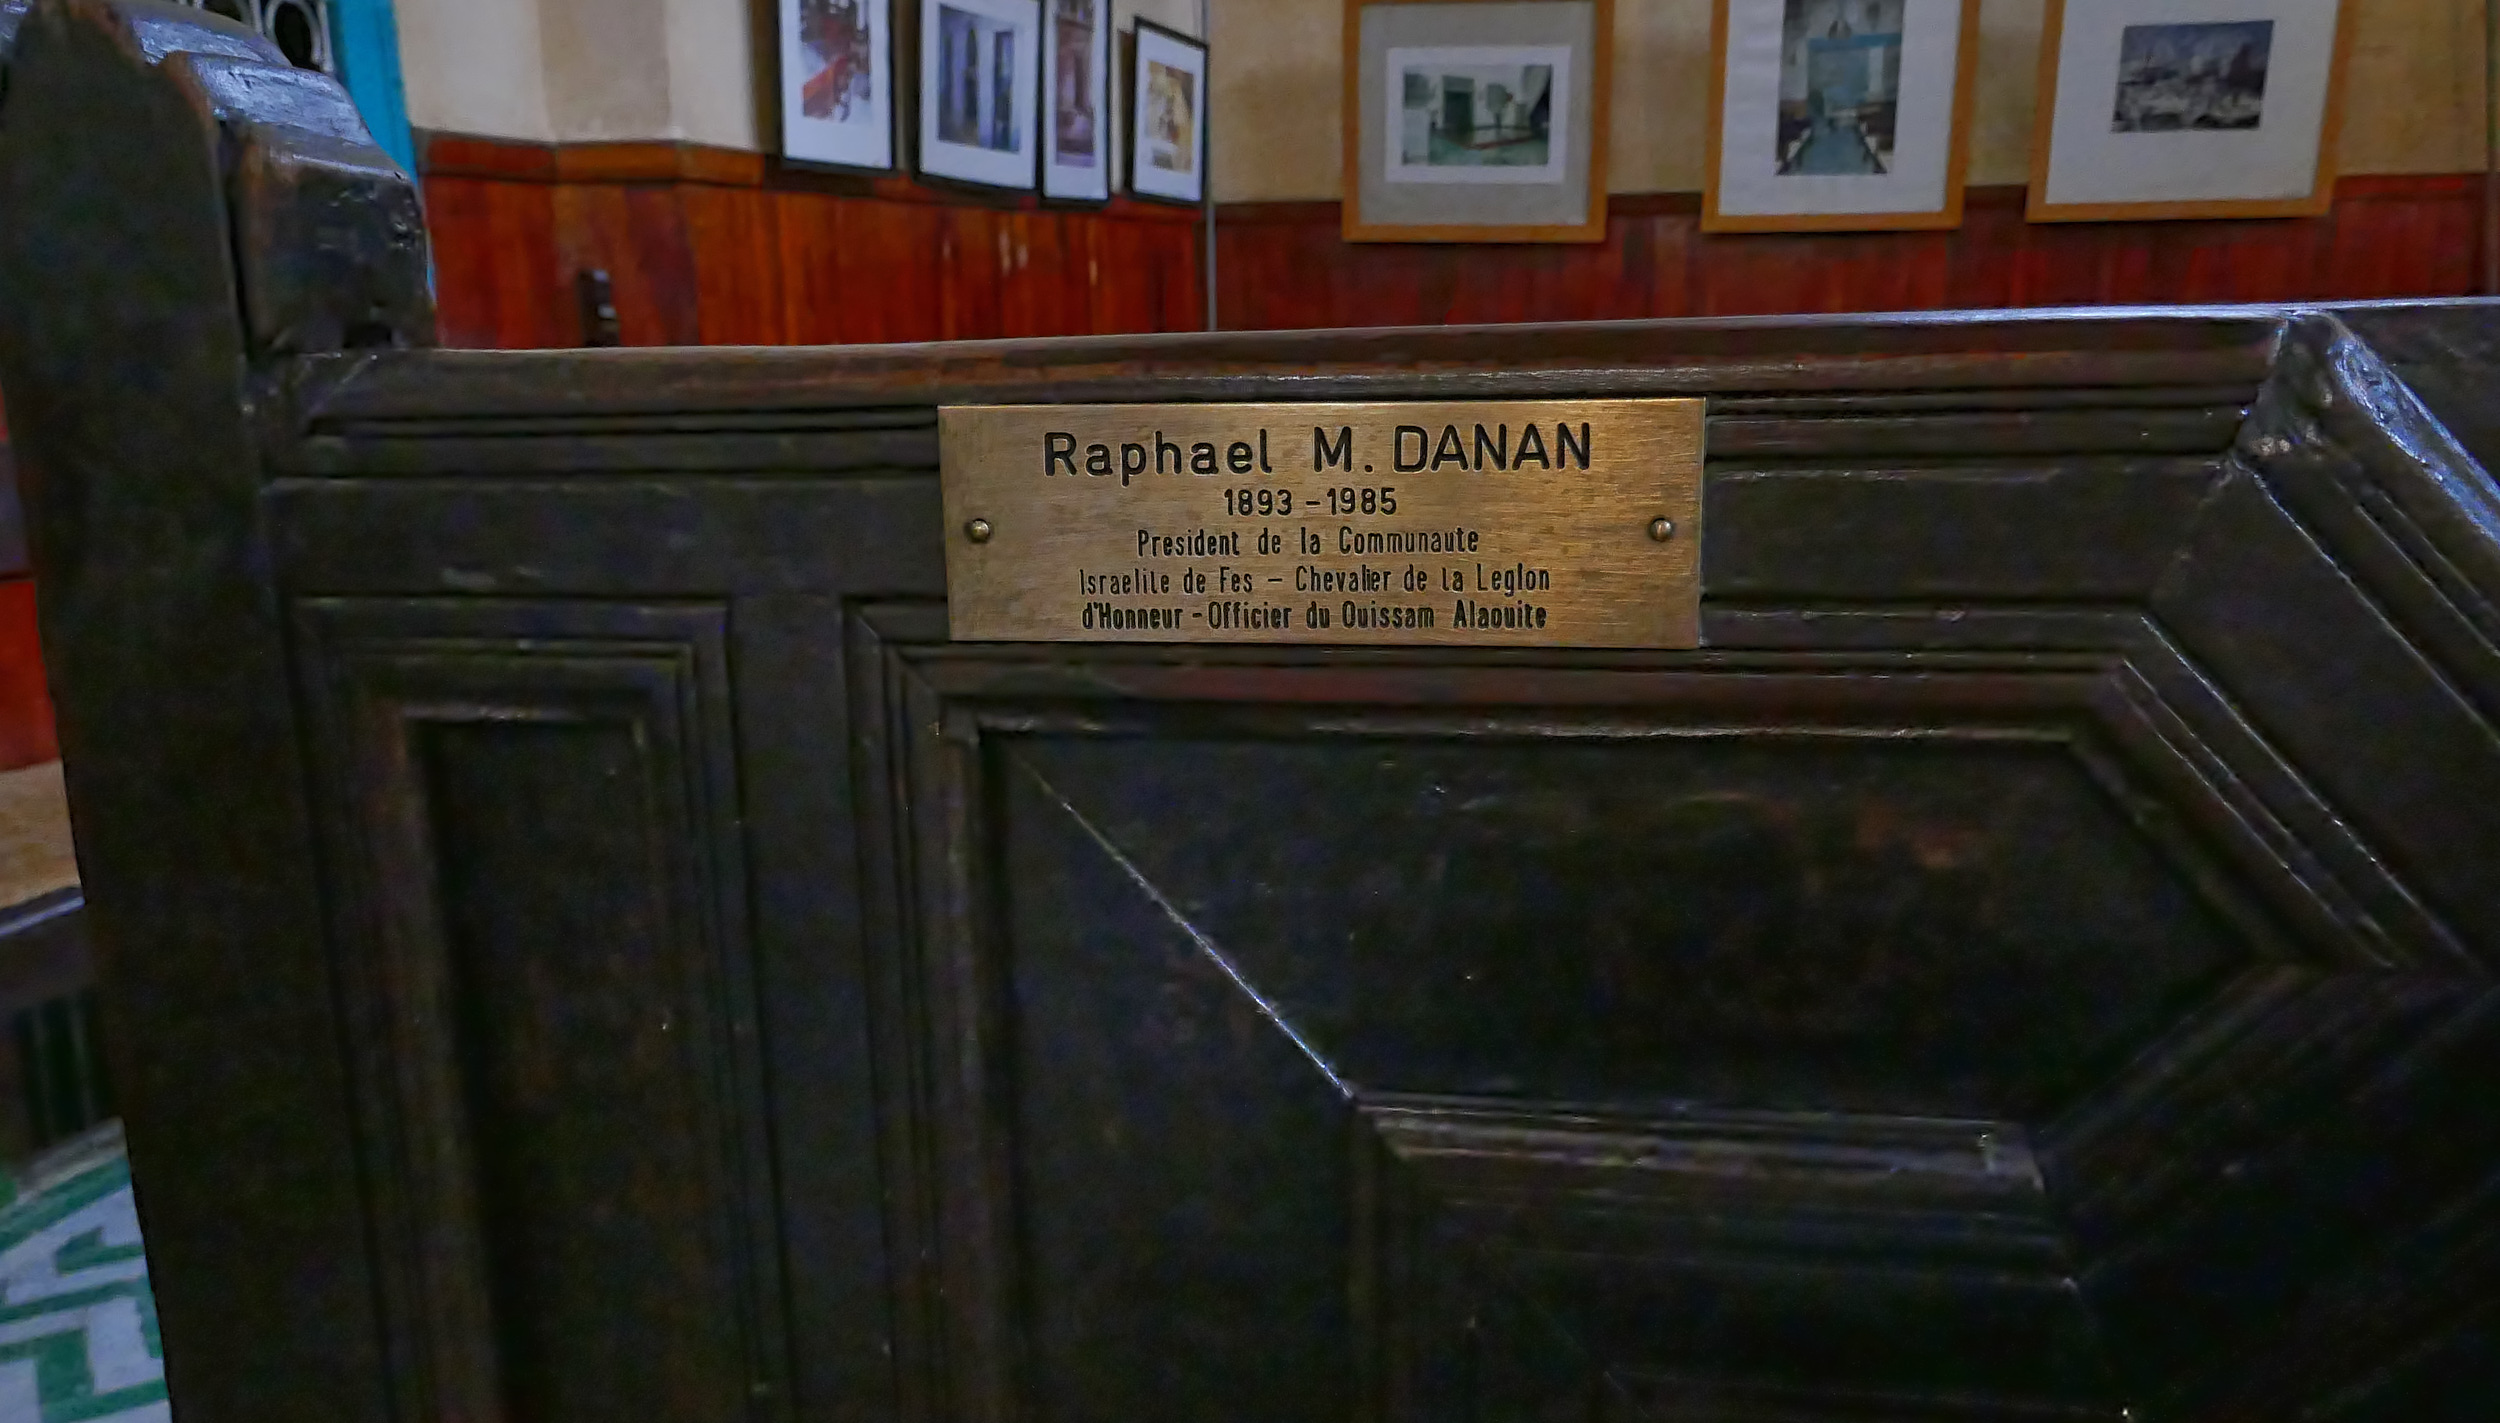 Raphael M. DANAN
1893 - 1985
President de la Communaute
Israelite de Fes - Chevalier de la Legion
d'Honneur - Officier du Ouissam Alaouite